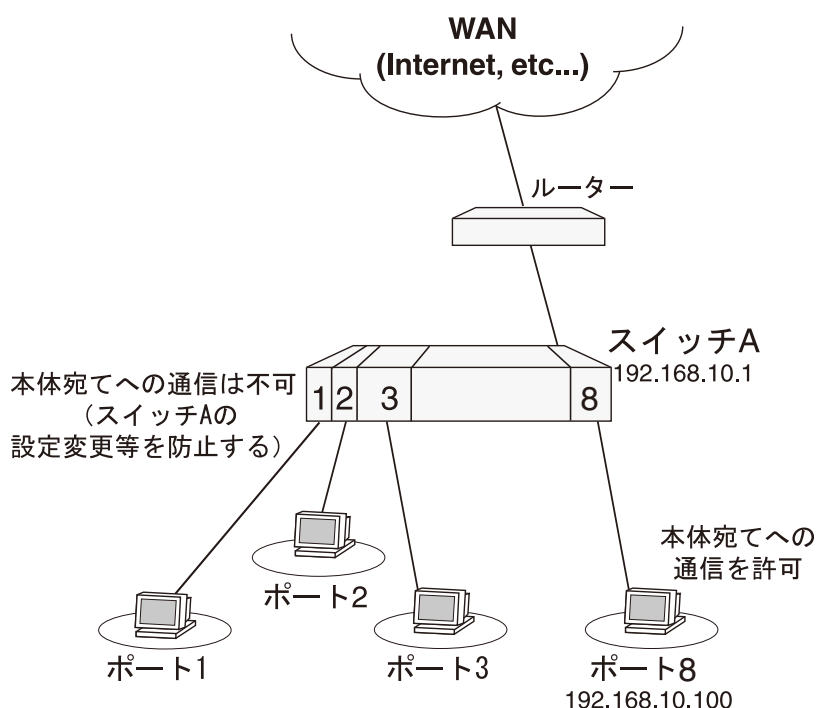 WAN
(Internet, etc...)
ルーター
スイッチA
192.168.10.1
本体宛てへの通信は不可
（スイッチAの
設定変更等を防止する）
1 2 3 8
本体宛てへの
通信を許可
ポート2
ポート1
ポート3
ポート8
192.168.10.100